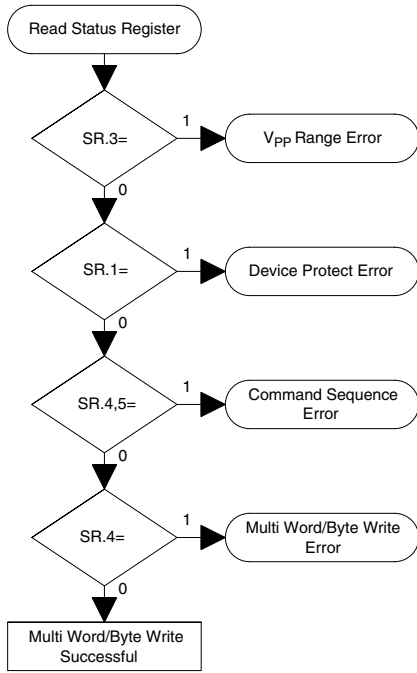 Read Status Register
SR.3=
1
V_PP Range Error
0
SR.1=
1
Device Protect Error
0
SR.4,5=
1
Command Sequence
Error
0
SR.4=
1
Multi Word/Byte Write
Error
0
Multi Word/Byte Write
Successful